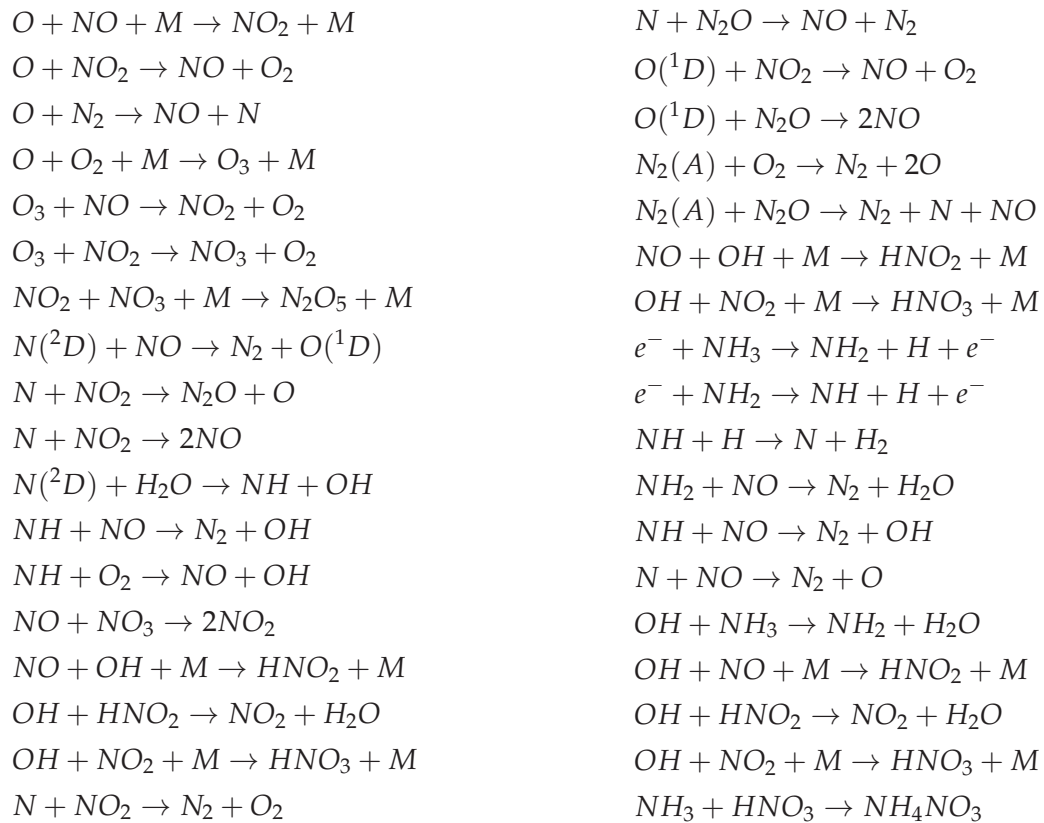 O + NO + M → NO₂ + M
O + NO₂ → NO + O₂
O + N₂ → NO + N
O + O₂ + M → O₃ + M
O₃ + NO → NO₂ + O₂
O₃ + NO₂ → NO₃ + O₂
NO₂ + NO₃ + M → N₂O₅ + M
N(²D) + NO → N₂ + O(¹D)
N + NO₂ → N₂O + O
N + NO₂ → 2NO
N(²D) + H₂O → NH + OH
NH + NO → N₂ + OH
NH + O₂ → NO + OH
NO + NO₃ → 2NO₂
NO + OH + M → HNO₂ + M
OH + HNO₂ → NO₂ + H₂O
OH + NO₂ + M → HNO₃ + M
N + NO₂ → N₂ + O₂
N + N₂O → NO + N₂
O(¹D) + NO₂ → NO + O₂
O(¹D) + N₂O → 2NO
N₂(A) + O₂ → N₂ + 2O
N₂(A) + N₂O → N₂ + N + NO
NO + OH + M → HNO₂ + M
OH + NO₂ + M → HNO₃ + M
e⁻ + NH₃ → NH₂ + H + e⁻
e⁻ + NH₂ → NH + H + e⁻
NH + H → N + H₂
NH₂ + NO → N₂ + H₂O
NH + NO → N₂ + OH
N + NO → N₂ + O
OH + NH₃ → NH₂ + H₂O
OH + NO + M → HNO₂ + M
OH + HNO₂ → NO₂ + H₂O
OH + NO₂ + M → HNO₃ + M
NH₃ + HNO₃ → NH₄NO₃